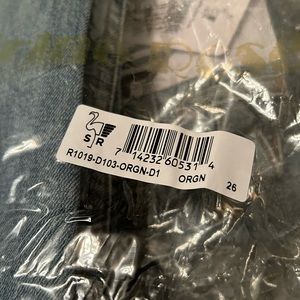 S R
7 14232 60531 4
R1019-D103-ORGN-D1 ORGN 26